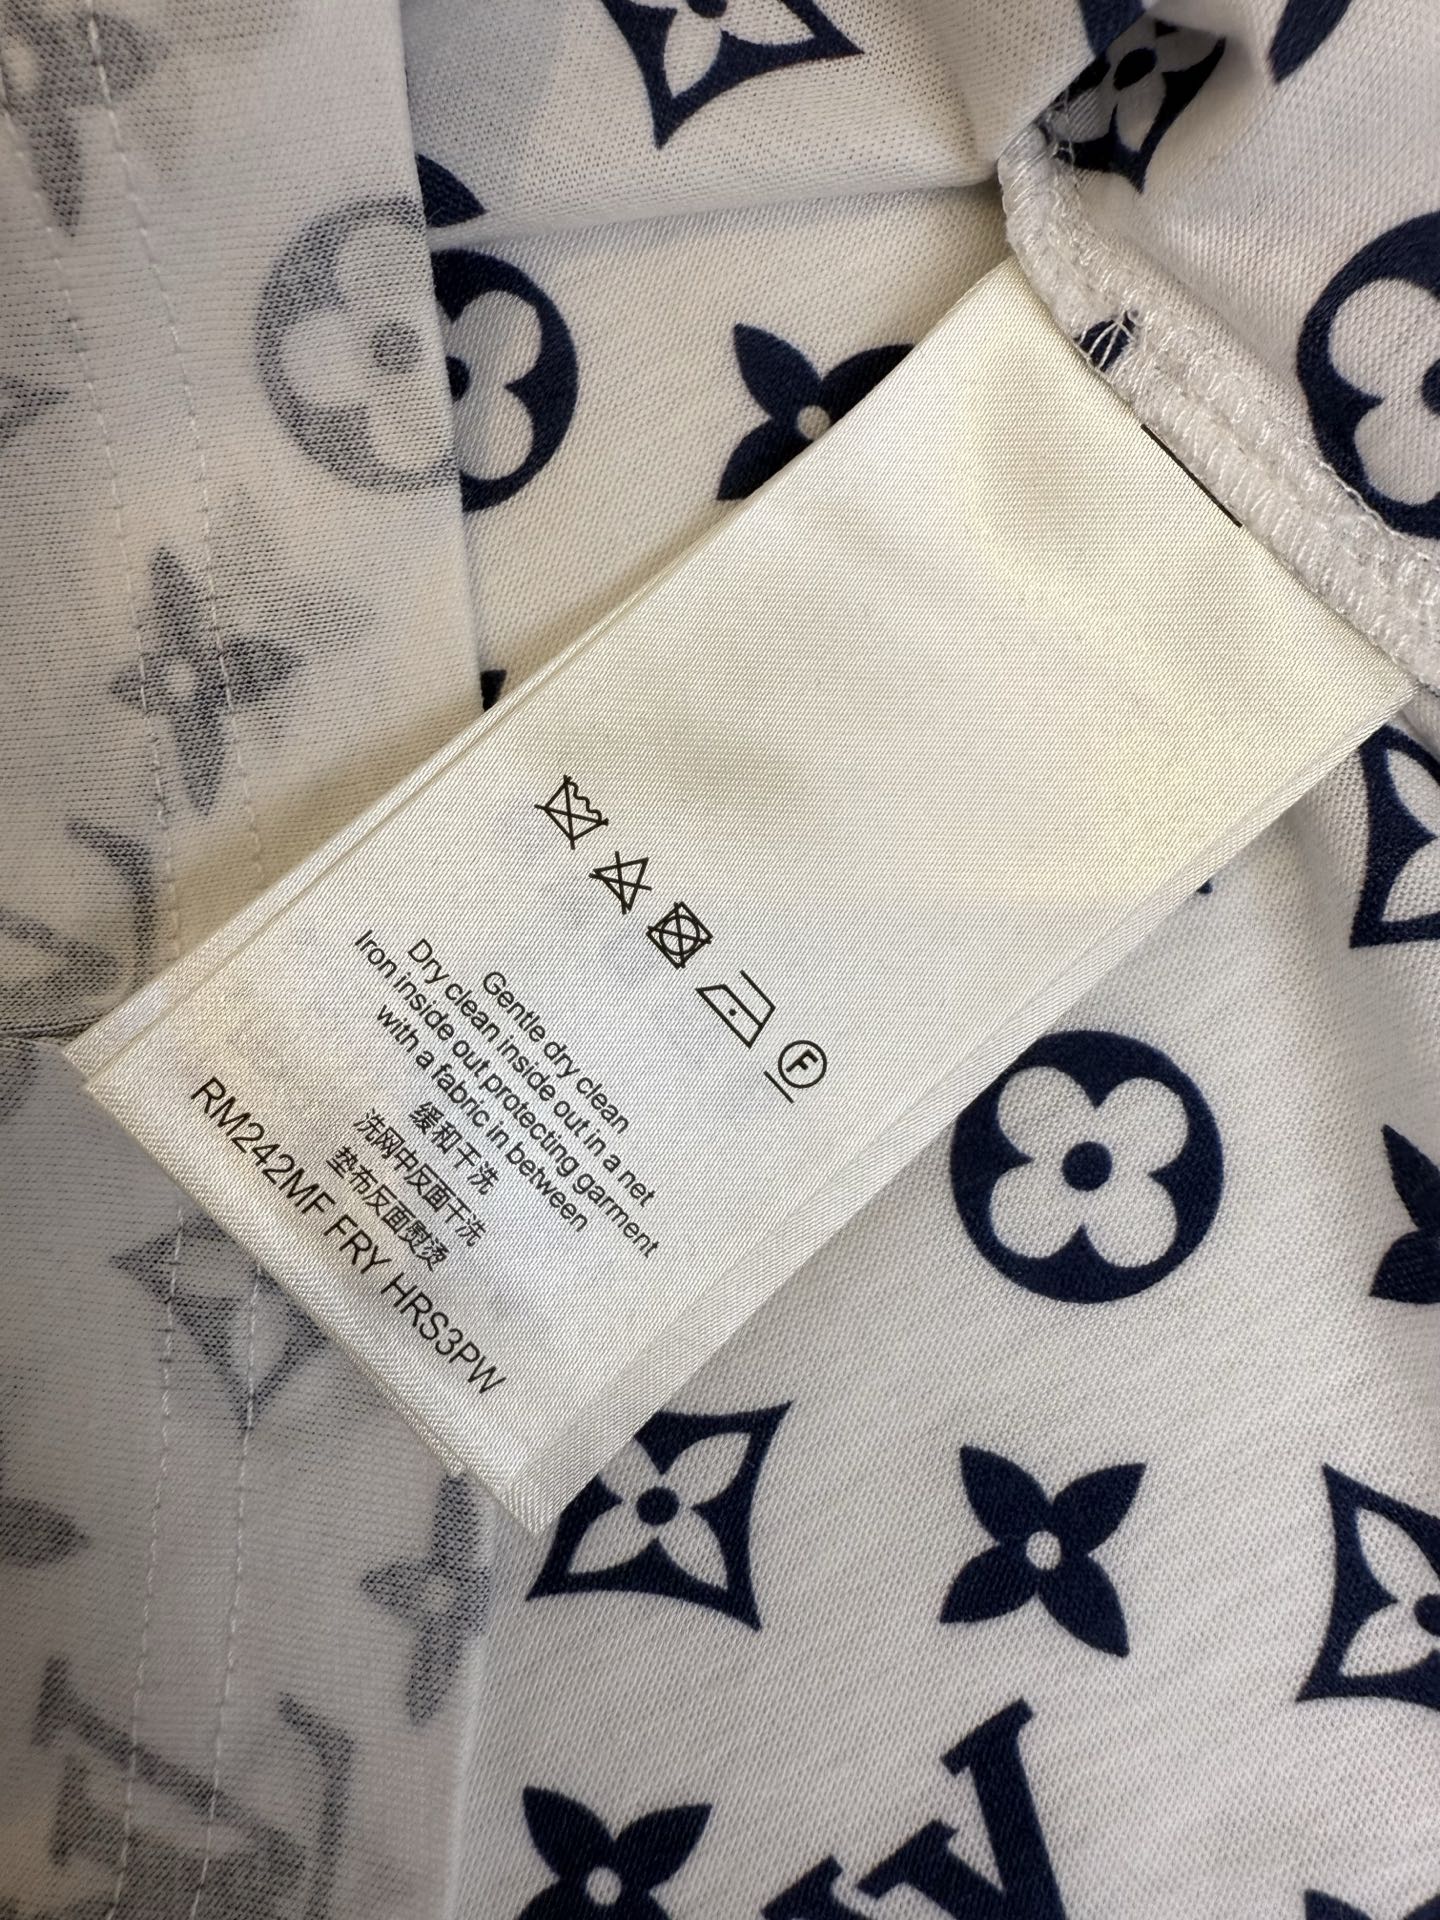 F
Gentle dry clean
Dry clean inside out in a net
Iron inside out protecting garment
with a fabric in between
缓和干洗
洗网中反面干洗
垫布反面熨烫
RM242MF FRY HRS3PW
LV
LV